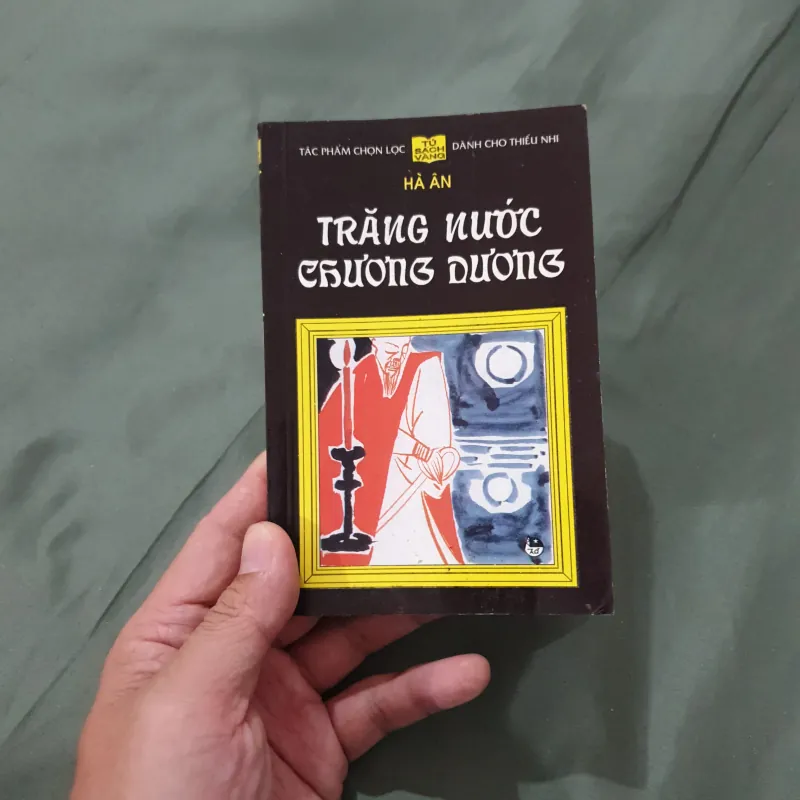 TÁC PHẨM CHỌN LỌC
TỦ
SÁCH
VÀNG
DÀNH CHO THIẾU NHI
HÀ ÂN
TRĂNG NƯỚC
CHƯƠNG DƯƠNG